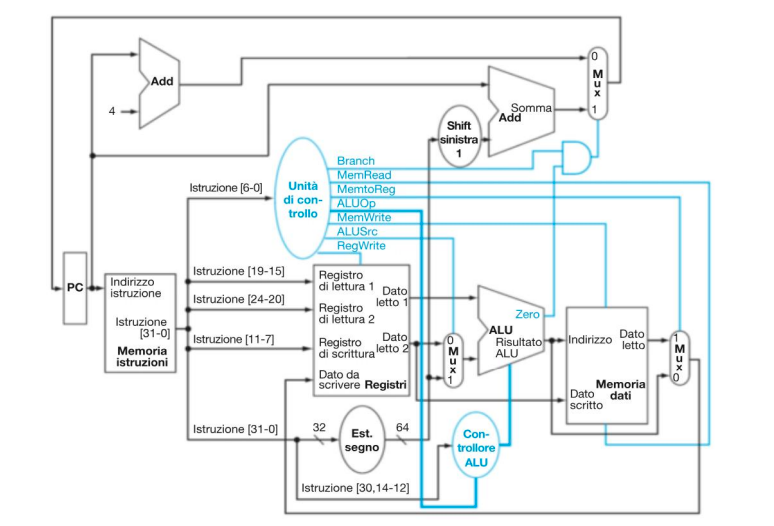 Add
4
0
M
u
x
1
Somma
Add
Shift
sinistra
1
Branch
MemRead
MemtoReg
ALUOp
MemWrite
ALUSrc
RegWrite
Unità
di con-
trollo
Istruzione [6-0]
PC
Indirizzo
istruzione
Istruzione
[31-0]
Memoria
istruzioni
Istruzione [19-15]
Istruzione [24-20]
Istruzione [11-7]
Registro
di lettura 1
Registro
di lettura 2
Registro
di scrittura
Dato da
scrivere
Registri
Dato
letto 1
Dato
letto 2
0
M
u
x
1
ALU
Zero
Risultato
ALU
Indirizzo
Dato
letto
Dato
scritto
Memoria
dati
1
M
u
x
0
Istruzione [31-0]
32
Est.
segno
64
Con-
trollore
ALU
Istruzione [30,14-12]